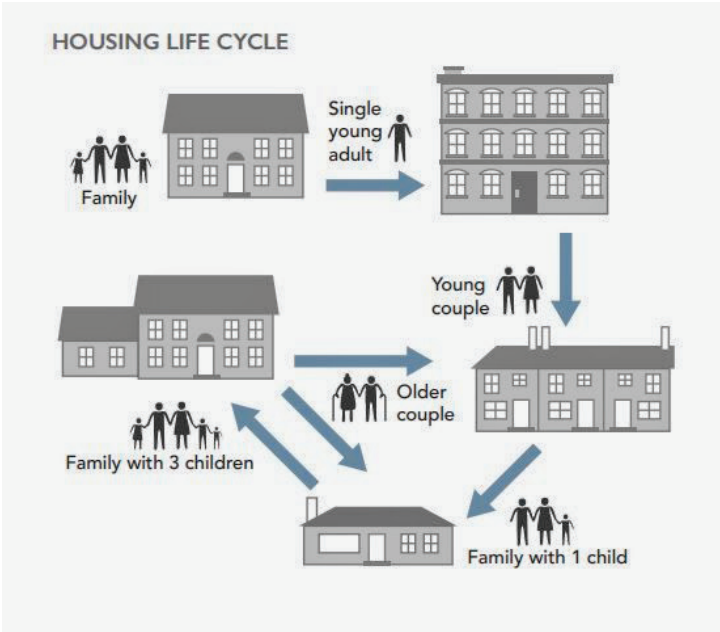 HOUSING LIFE CYCLE
Single
young
adult
Family
Young
couple
Older
couple
Family with 3 children
Family with 1 child